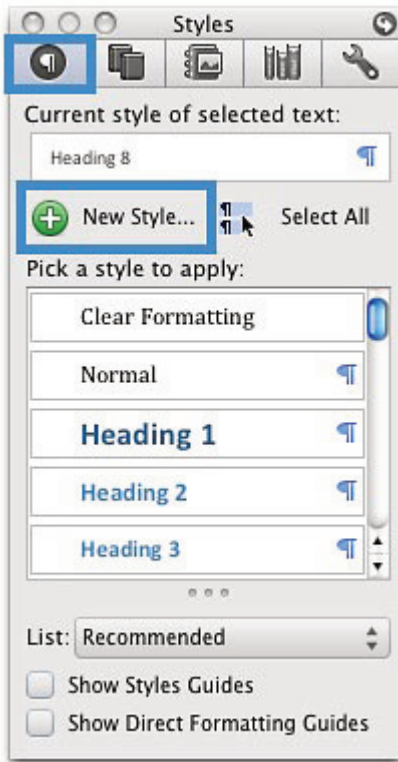 Styles
Current style of selected text:
Heading 8
New Style... Select All
Pick a style to apply:
Clear Formatting
Normal
Heading 1
Heading 2
Heading 3
List: Recommended
Show Styles Guides
Show Direct Formatting Guides